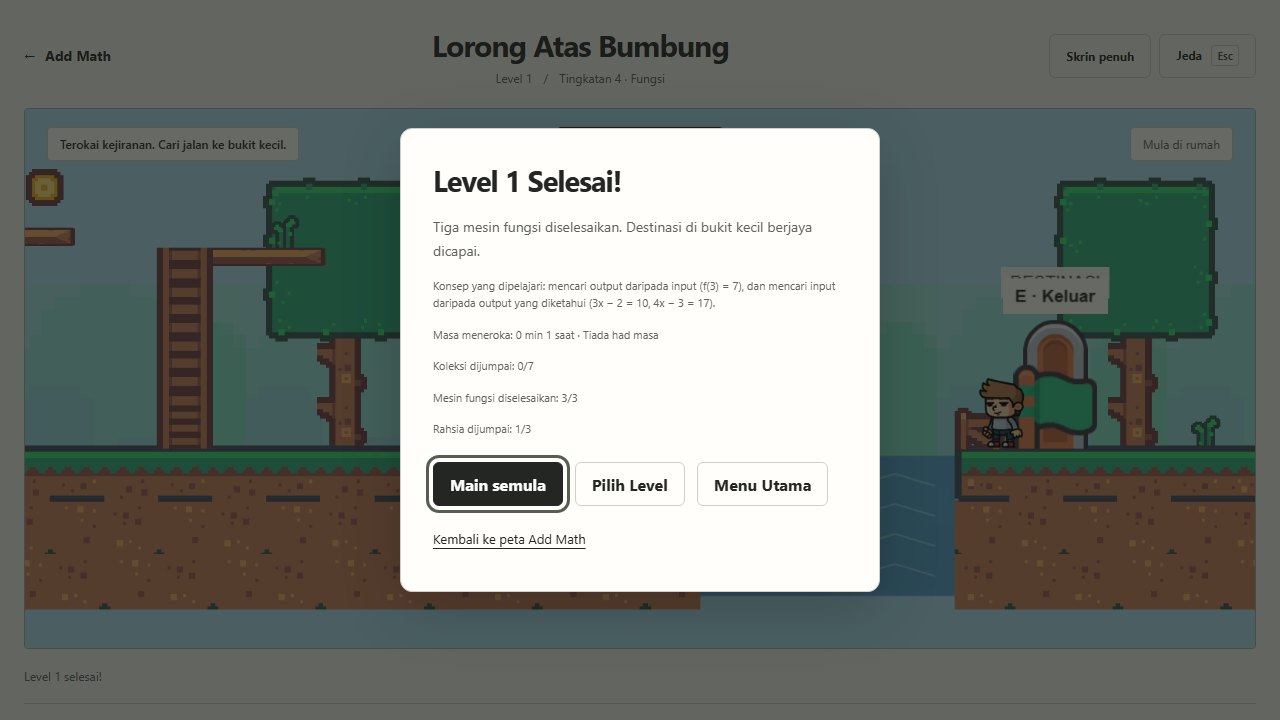 ← Add Math
Lorong Atas Bumbung
Level 1 / Tingkatan 4 · Fungsi
Skrin penuh
Jeda Esc
Terokai kejiranan. Cari jalan ke bukit kecil.
Mula di rumah
DESTINASI
E · Keluar
Level 1 Selesai!
Tiga mesin fungsi diselesaikan. Destinasi di bukit kecil berjaya
dicapai.
Konsep yang dipelajari: mencari output daripada input (f(3) = 7), dan mencari input
daripada output yang diketahui (3x − 2 = 10, 4x − 3 = 17).
Masa meneroka: 0 min 1 saat · Tiada had masa
Koleksi dijumpai: 0/7
Mesin fungsi diselesaikan: 3/3
Rahsia dijumpai: 1/3
Main semula
Pilih Level
Menu Utama
Kembali ke peta Add Math
Level 1 selesai!